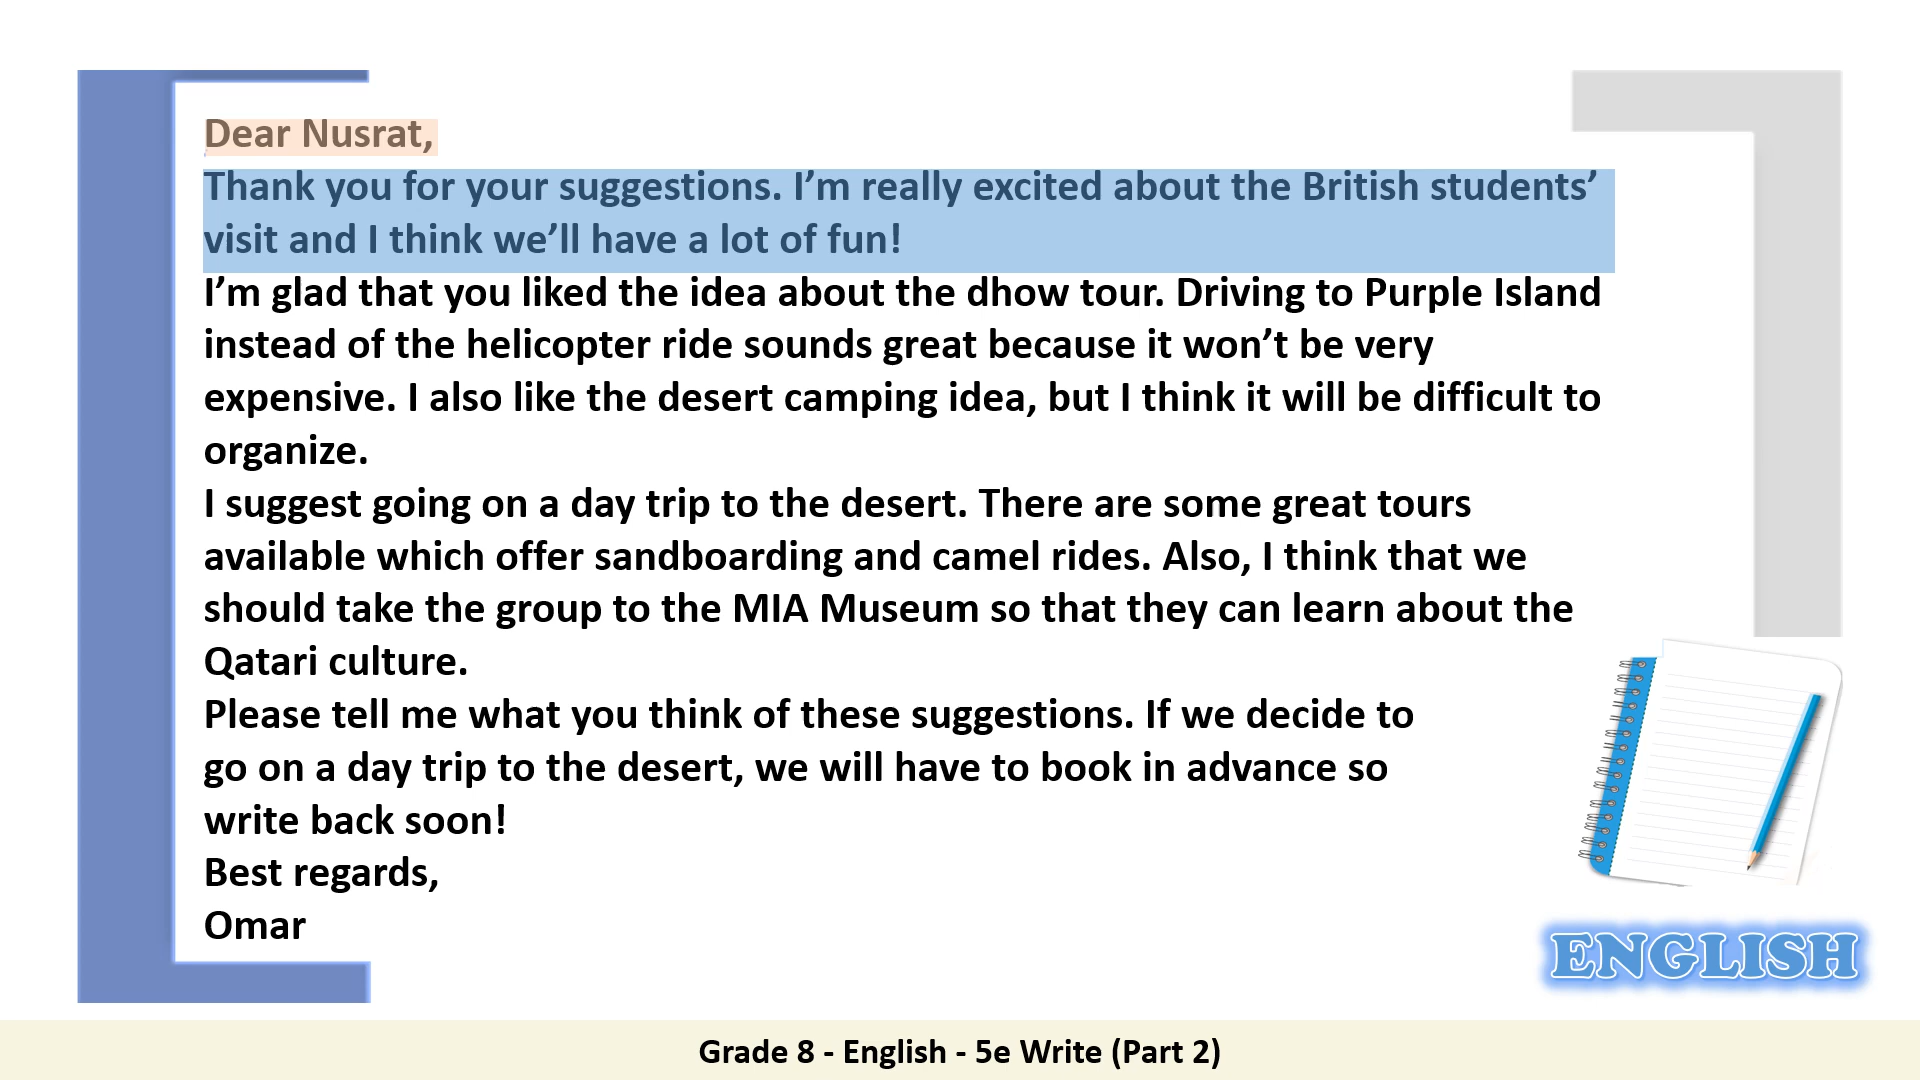 Dear Nusrat,
Thank you for your suggestions. I’m really excited about the British students’
visit and I think we’ll have a lot of fun!
I’m glad that you liked the idea about the dhow tour. Driving to Purple Island
instead of the helicopter ride sounds great because it won’t be very
expensive. I also like the desert camping idea, but I think it will be difficult to
organize.
I suggest going on a day trip to the desert. There are some great tours
available which offer sandboarding and camel rides. Also, I think that we
should take the group to the MIA Museum so that they can learn about the
Qatari culture.
Please tell me what you think of these suggestions. If we decide to
go on a day trip to the desert, we will have to book in advance so
write back soon!
Best regards,
Omar
ENGLISH
Grade 8 - English - 5e Write (Part 2)